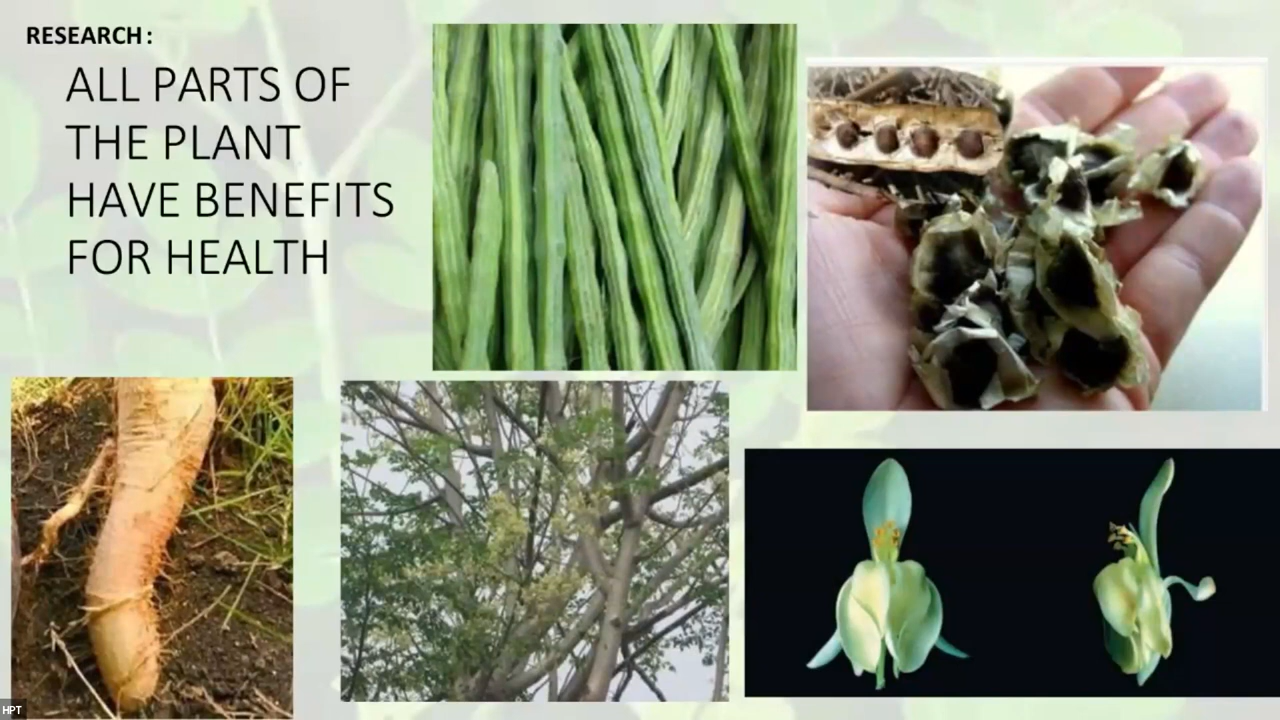 RESEARCH :
ALL PARTS OF
THE PLANT
HAVE BENEFITS
FOR HEALTH
HPT